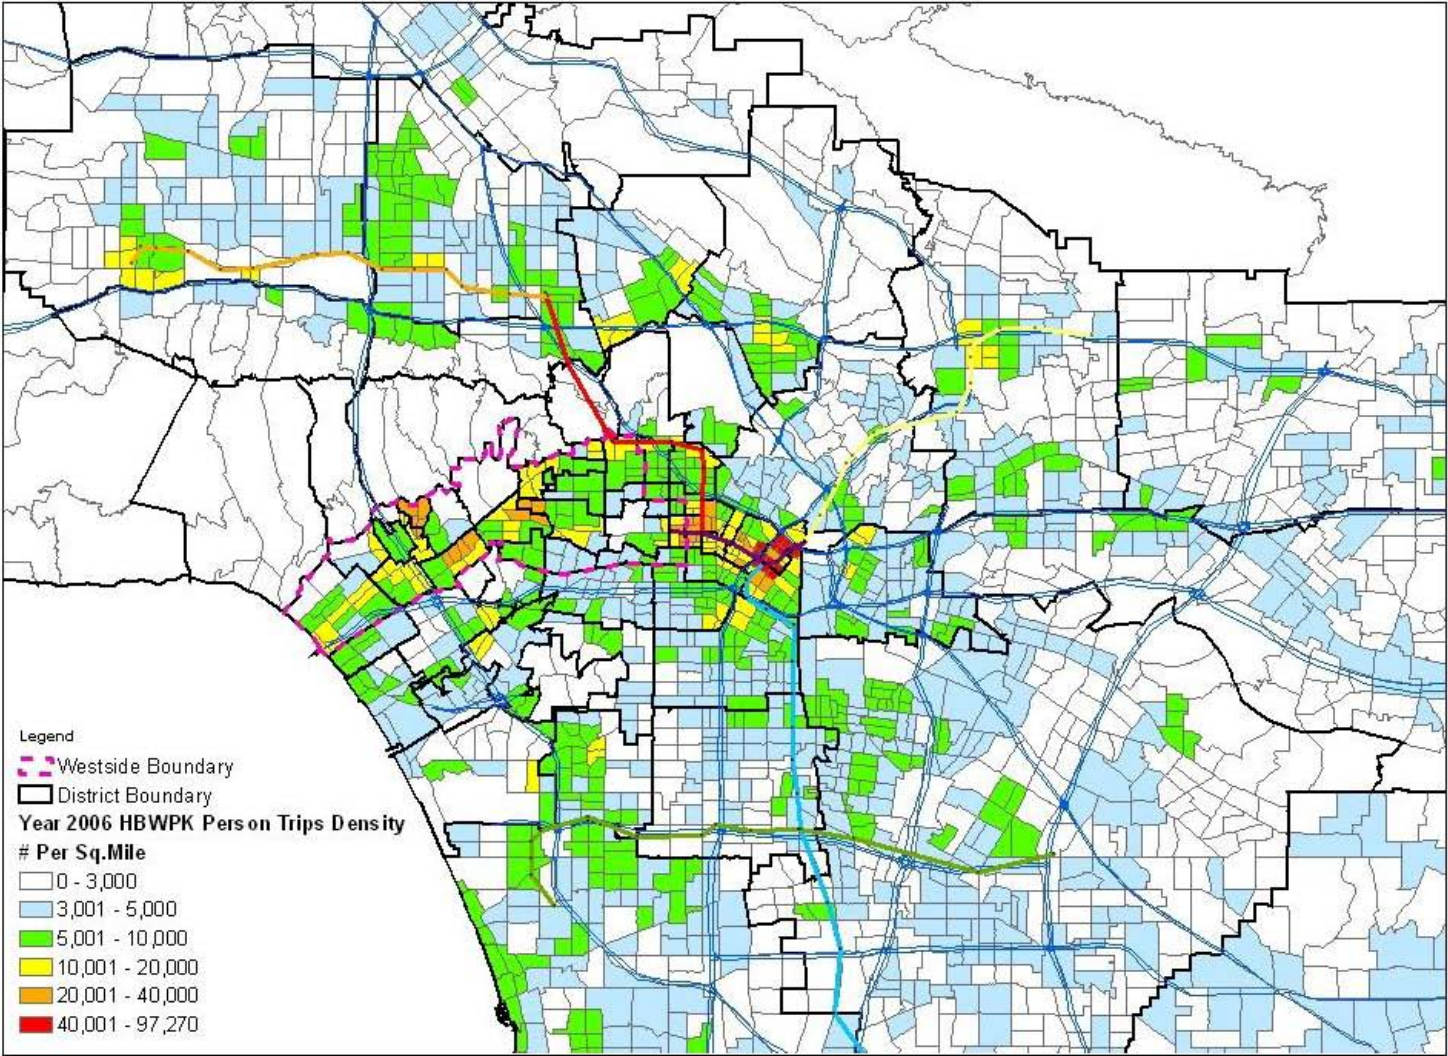 Legend
Westside Boundary
District Boundary
Year 2006 HBWPK Person Trips Density
# Per Sq.Mile
0 - 3,000
3,001 - 5,000
5,001 - 10,000
10,001 - 20,000
20,001 - 40,000
40,001 - 97,270